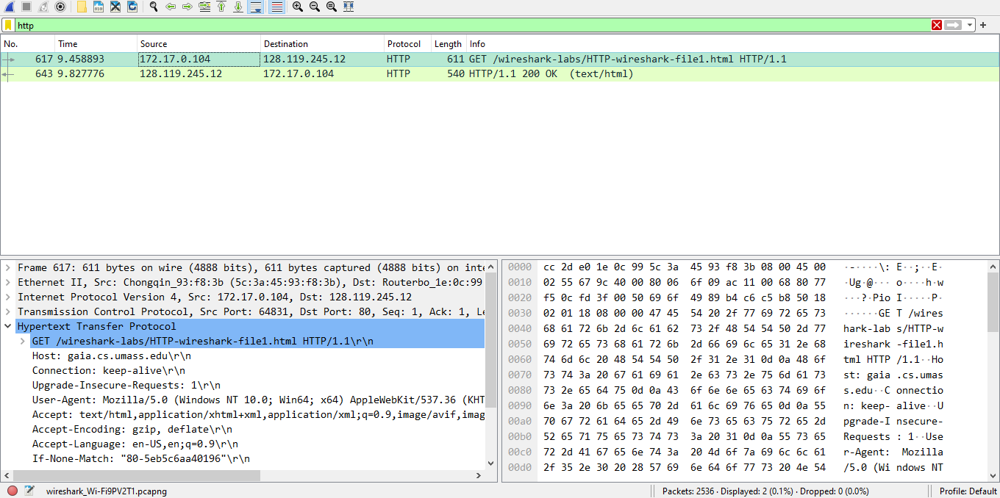 http
No. Time Source Destination Protocol Length Info
617 9.458893 172.17.0.104 128.119.245.12 HTTP 611 GET /wireshark-labs/HTTP-wireshark-file1.html HTTP/1.1
643 9.827776 128.119.245.12 172.17.0.104 HTTP 540 HTTP/1.1 200 OK (text/html)
Frame 617: 611 bytes on wire (4888 bits), 611 bytes captured (4888 bits) on inte
Ethernet II, Src: Chongqin_93:f8:3b (5c:3a:45:93:f8:3b), Dst: Routerbo_1e:0c:99
Internet Protocol Version 4, Src: 172.17.0.104, Dst: 128.119.245.12
Transmission Control Protocol, Src Port: 64831, Dst Port: 80, Seq: 1, Ack: 1, Le
Hypertext Transfer Protocol
GET /wireshark-labs/HTTP-wireshark-file1.html HTTP/1.1\r\n
Host: gaia.cs.umass.edu\r\n
Connection: keep-alive\r\n
Upgrade-Insecure-Requests: 1\r\n
User-Agent: Mozilla/5.0 (Windows NT 10.0; Win64; x64) AppleWebKit/537.36 (KHT
Accept: text/html,application/xhtml+xml,application/xml;q=0.9,image/avif,imag
Accept-Encoding: gzip, deflate\r\n
Accept-Language: en-US,en;q=0.9\r\n
If-None-Match: "80-5eb5c6aa40196"\r\n
0000 cc 2d e0 1e 0c 99 5c 3a 45 93 f8 3b 08 00 45 00 ·-····\: E··;··E·
0010 02 55 67 9c 40 00 80 06 6f 09 ac 11 00 68 80 77 ·Ug·@··· o····h·w
0020 f5 0c fd 3f 00 50 69 6f 49 89 b4 c6 c5 b8 50 18 ···?·Pio I·····P·
0030 02 01 18 08 00 00 47 45 54 20 2f 77 69 72 65 73 ······GE T /wires
0040 68 61 72 6b 2d 6c 61 62 73 2f 48 54 54 50 2d 77 hark-lab s/HTTP-w
0050 69 72 65 73 68 61 72 6b 2d 66 69 6c 65 31 2e 68 ireshark -file1.h
0060 74 6d 6c 20 48 54 54 50 2f 31 2e 31 0d 0a 48 6f tml HTTP /1.1··Ho
0070 73 74 3a 20 67 61 69 61 2e 63 73 2e 75 6d 61 73 st: gaia .cs.umas
0080 73 2e 65 64 75 0d 0a 43 6f 6e 6e 65 63 74 69 6f s.edu··C onnectio
0090 6e 3a 20 6b 65 65 70 2d 61 6c 69 76 65 0d 0a 55 n: keep- alive··U
00a0 70 67 72 61 64 65 2d 49 6e 73 65 63 75 72 65 2d pgrade-I nsecure-
00b0 52 65 71 75 65 73 74 73 3a 20 31 0d 0a 55 73 65 Requests : 1··Use
00c0 72 2d 41 67 65 6e 74 3a 20 4d 6f 7a 69 6c 6c 61 r-Agent: Mozilla
00d0 2f 35 2e 30 20 28 57 69 6e 64 6f 77 73 20 4e 54 /5.0 (Wi ndows NT
wireshark_Wi-Fi9PV2T1.pcapng Packets: 2536 · Displayed: 2 (0.1%) · Dropped: 0 (0.0%) Profile: Default